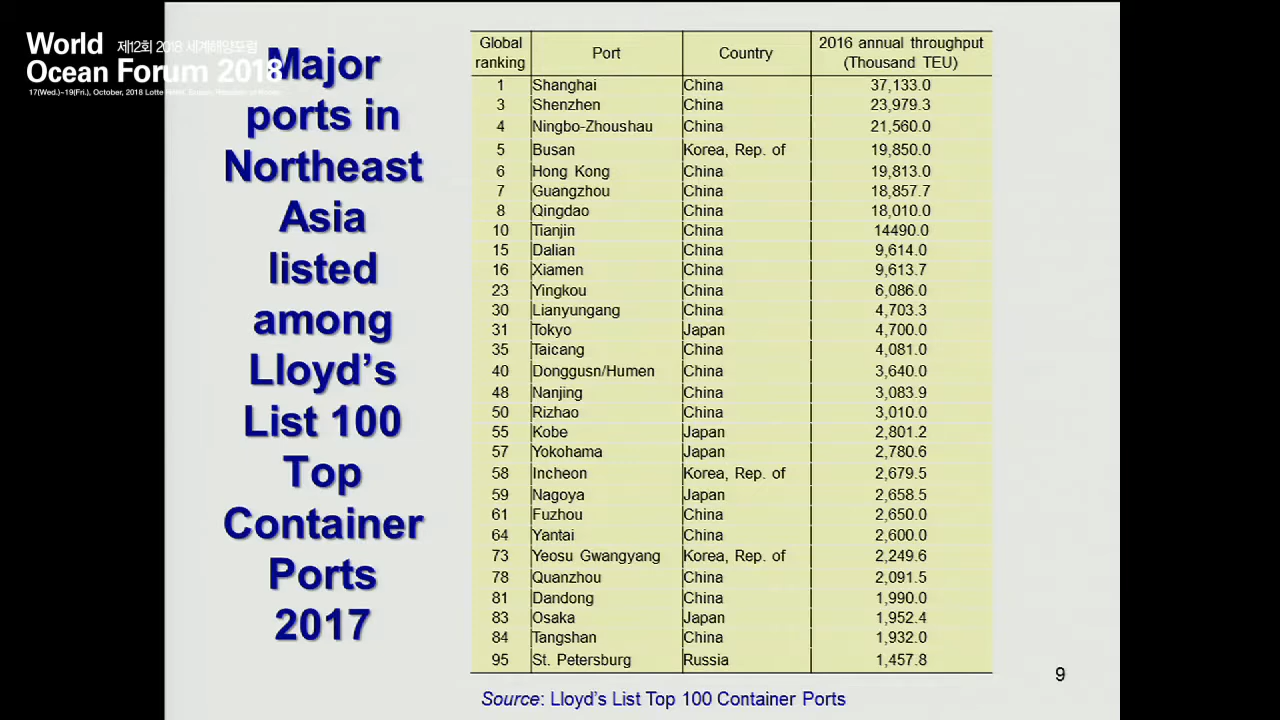 World 제12회 2018 세계해양포럼
Ocean Forum 2018
17(Wed.)~19(Fri.), October, 2018 Lotte Hotel, Busan, Republic of Korea
Major
ports in
Northeast
Asia
listed
among
Lloyd's
List 100
Top
Container
Ports
2017
Global ranking Port Country 2016 annual throughput (Thousand TEU)
1 Shanghai China 37,133.0
3 Shenzhen China 23,979.3
4 Ningbo-Zhoushau China 21,560.0
5 Busan Korea, Rep. of 19,850.0
6 Hong Kong China 19,813.0
7 Guangzhou China 18,857.7
8 Qingdao China 18,010.0
10 Tianjin China 14490.0
15 Dalian China 9,614.0
16 Xiamen China 9,613.7
23 Yingkou China 6,086.0
30 Lianyungang China 4,703.3
31 Tokyo Japan 4,700.0
35 Taicang China 4,081.0
40 Donggusn/Humen China 3,640.0
48 Nanjing China 3,083.9
50 Rizhao China 3,010.0
55 Kobe Japan 2,801.2
57 Yokohama Japan 2,780.6
58 Incheon Korea, Rep. of 2,679.5
59 Nagoya Japan 2,658.5
61 Fuzhou China 2,650.0
64 Yantai China 2,600.0
73 Yeosu Gwangyang Korea, Rep. of 2,249.6
78 Quanzhou China 2,091.5
81 Dandong China 1,990.0
83 Osaka Japan 1,952.4
84 Tangshan China 1,932.0
95 St. Petersburg Russia 1,457.8
Source: Lloyd's List Top 100 Container Ports
9